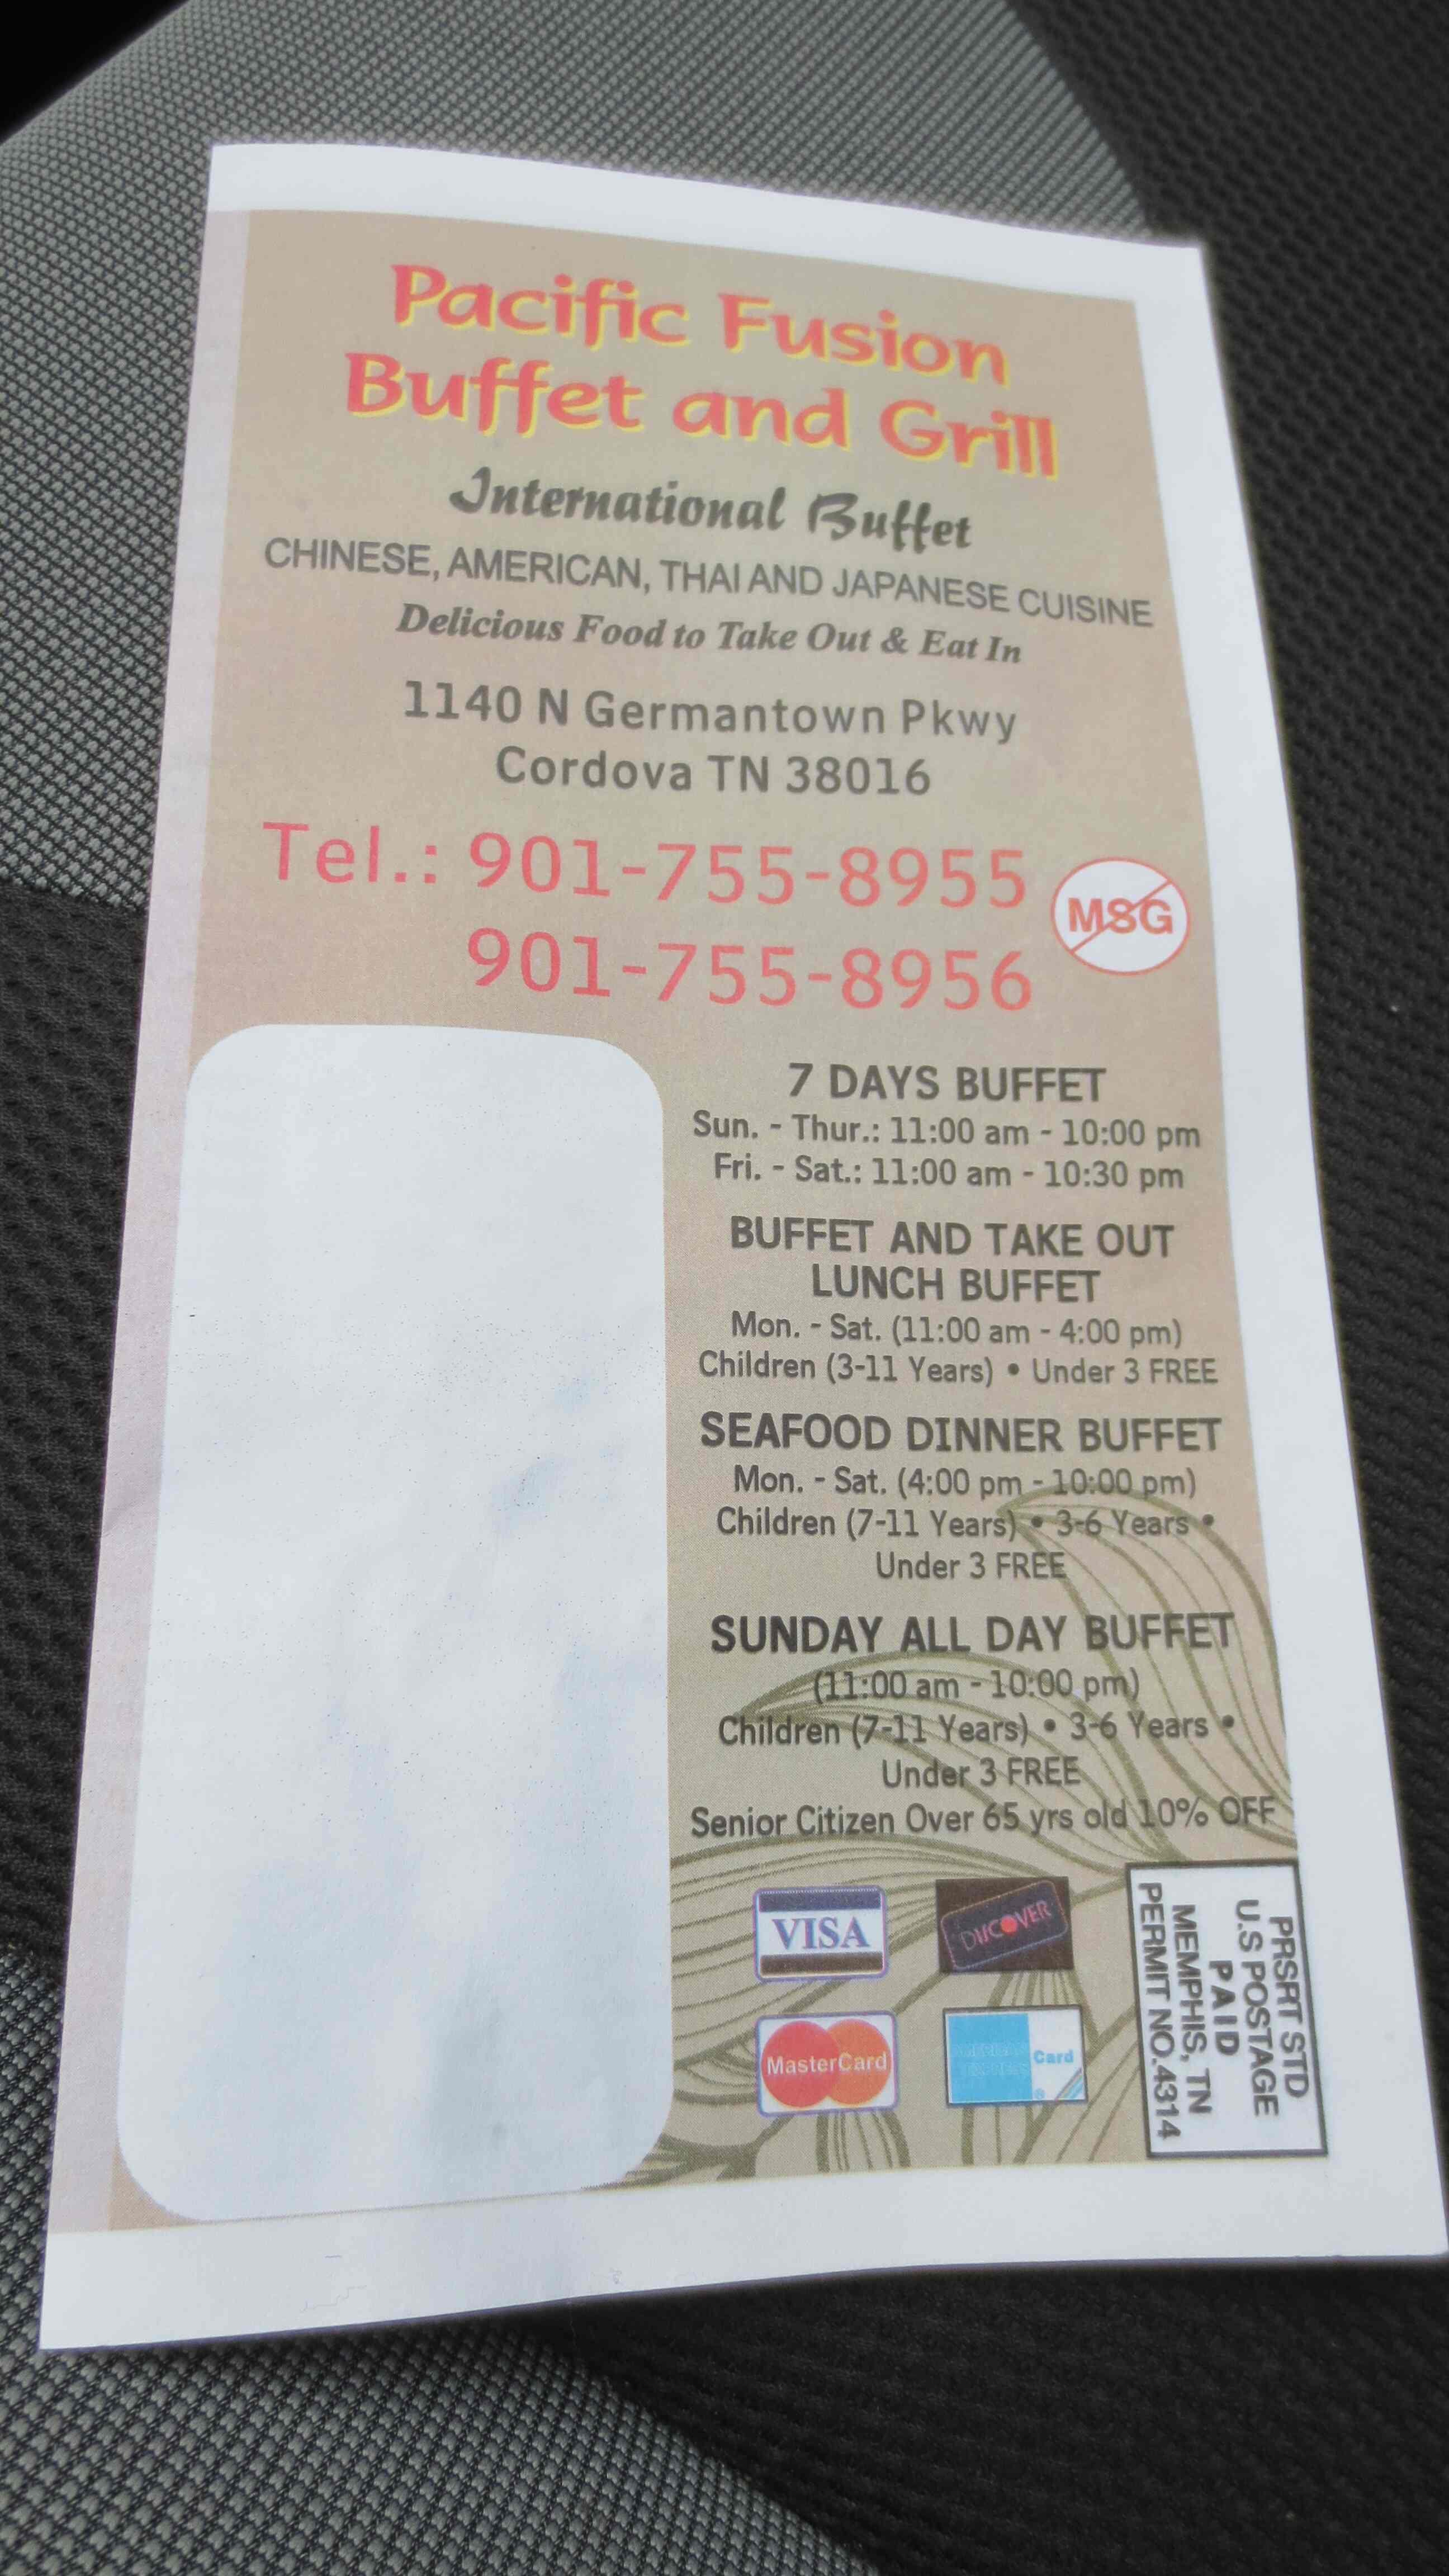 Pacific Fusion
Buffet and Grill
International Buffet
CHINESE, AMERICAN, THAI AND JAPANESE CUISINE
Delicious Food to Take Out & Eat In
1140 N Germantown Pkwy
Cordova TN 38016
Tel.: 901-755-8955
901-755-8956
MSG
7 DAYS BUFFET
Sun. - Thur.: 11:00 am - 10:00 pm
Fri. - Sat.: 11:00 am - 10:30 pm
BUFFET AND TAKE OUT
LUNCH BUFFET
Mon. - Sat. (11:00 am - 4:00 pm)
Children (3-11 Years) • Under 3 FREE
SEAFOOD DINNER BUFFET
Mon. - Sat. (4:00 pm - 10:00 pm)
Children (7-11 Years) • 3-6 Years •
Under 3 FREE
SUNDAY ALL DAY BUFFET
(11:00 am - 10:00 pm)
Children (7-11 Years) • 3-6 Years •
Under 3 FREE
Senior Citizen Over 65 yrs old 10% OFF
VISA
DISCOVER
MasterCard
AMERICAN EXPRESS Card
PRSRT STD
U.S POSTAGE
PAID
MEMPHIS, TN
PERMIT NO.4314